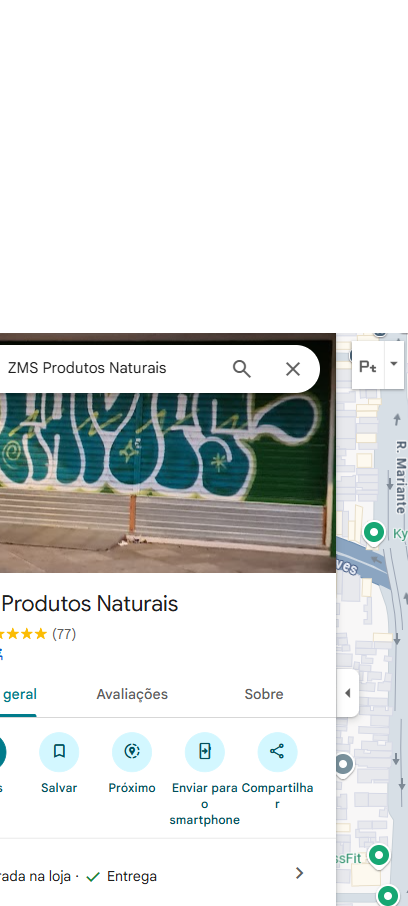 ZMS Produtos Naturais
Pt
R. Mariante
Ky
ves
Produtos Naturais
(77)
geral
Avaliações
Sobre
s
Salvar
Próximo
Enviar para
o
smartphone
Compartilha
r
ssFit
rada na loja · Entrega